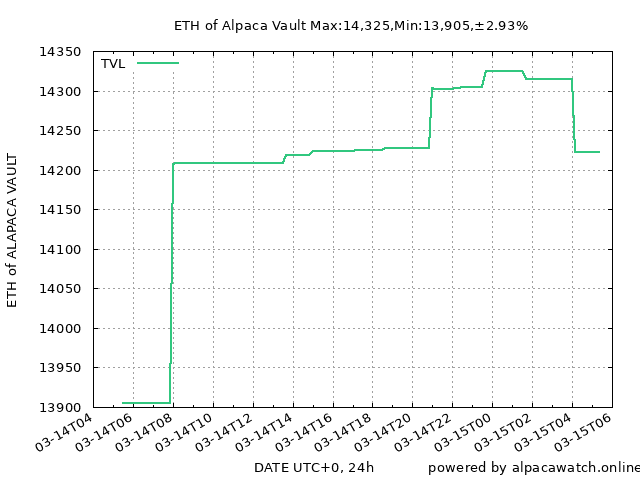 ETH of Alpaca Vault Max:14,325,Min:13,905,±2.93%
TVL
14350
14300
14250
14200
14150
14100
14050
14000
13950
13900
ETH of ALAPACA VAULT
03-14T04
03-14T06
03-14T08
03-14T10
03-14T12
03-14T14
03-14T16
03-14T18
03-14T20
03-14T22
03-15T00
03-15T02
03-15T04
03-15T06
DATE UTC+0, 24h
powered by alpacawatch.online